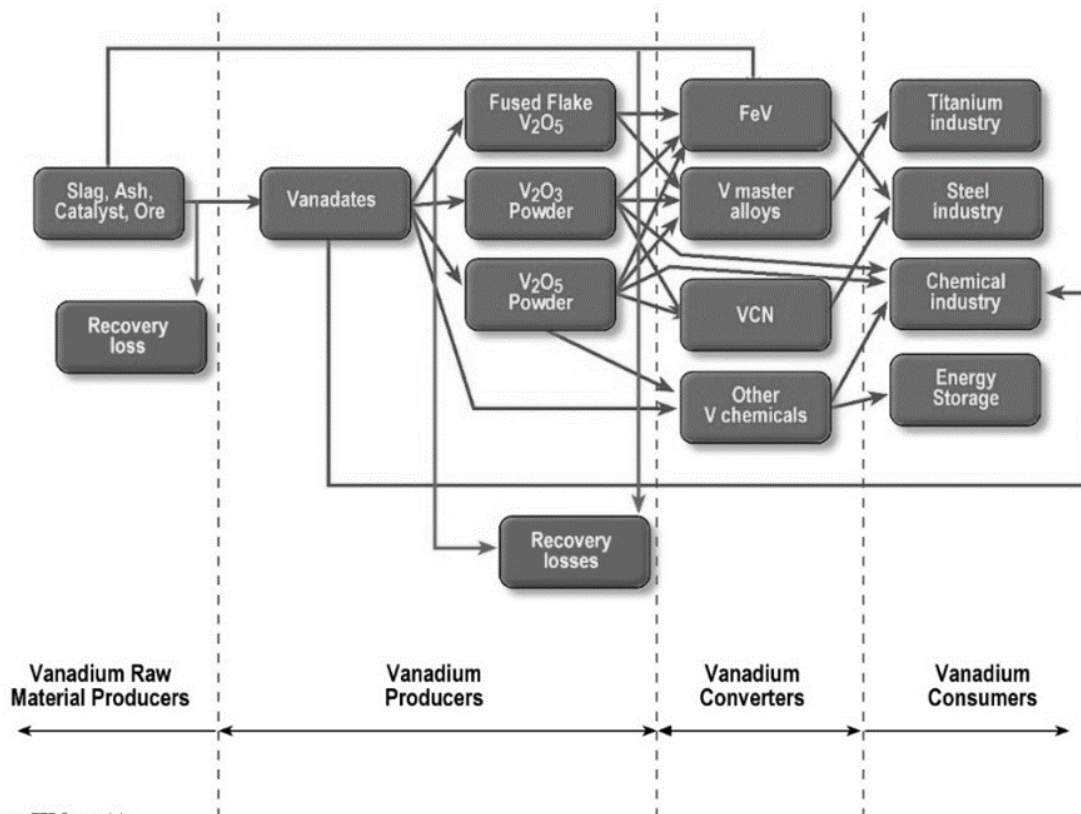 Fused Flake
V₂O₅
FeV
Titanium
industry
Slag, Ash,
Catalyst, Ore
Vanadates
V₂O₃
Powder
V master
alloys
Steel
industry
V₂O₅
Powder
Chemical
industry
Recovery
loss
VCN
Other
V chemicals
Energy
Storage
Recovery
losses
Vanadium Raw
Material Producers
Vanadium
Producers
Vanadium
Converters
Vanadium
Consumers